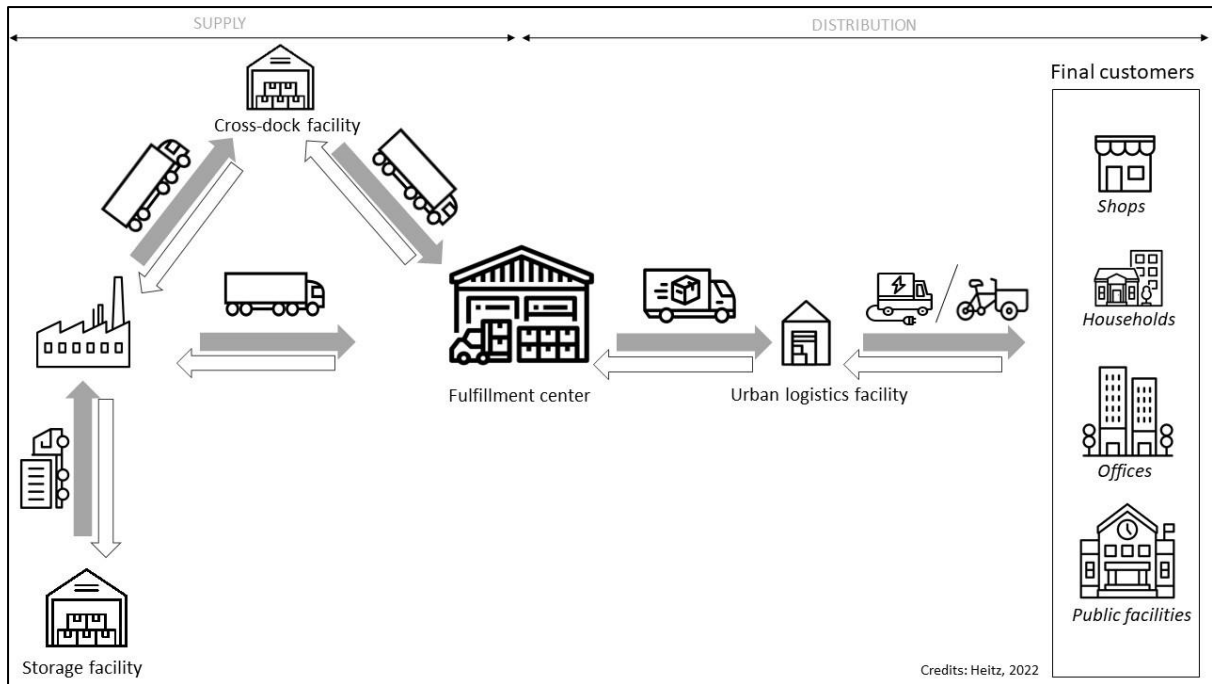 SUPPLY
DISTRIBUTION
Final customers
Cross-dock facility
Shops
Households
Fulfillment center
Urban logistics facility
Offices
Public facilities
Storage facility
Credits: Heitz, 2022